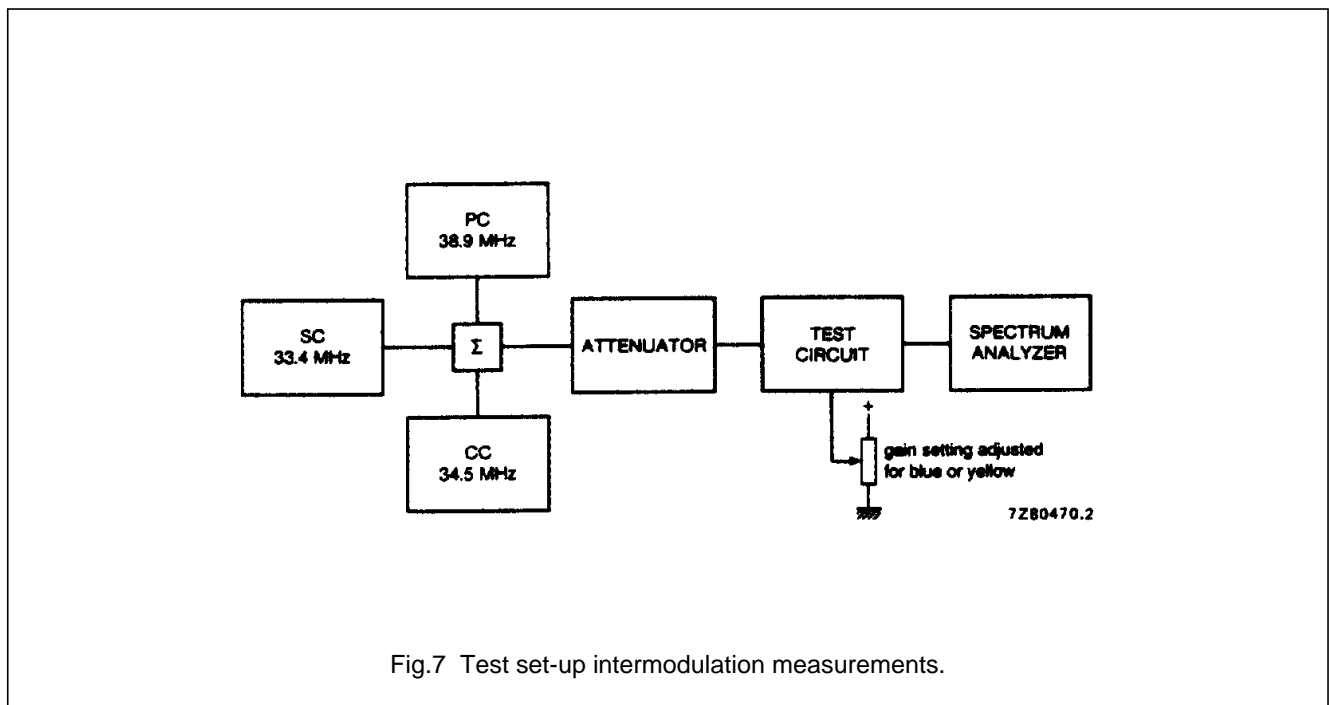 PC
38.9 MHz
SC
33.4 MHz
Σ
ATTENUATOR
TEST
CIRCUIT
SPECTRUM
ANALYZER
CC
34.5 MHz
+
gain setting adjusted
for blue or yellow
7Z80470.2
Fig.7 Test set-up intermodulation measurements.